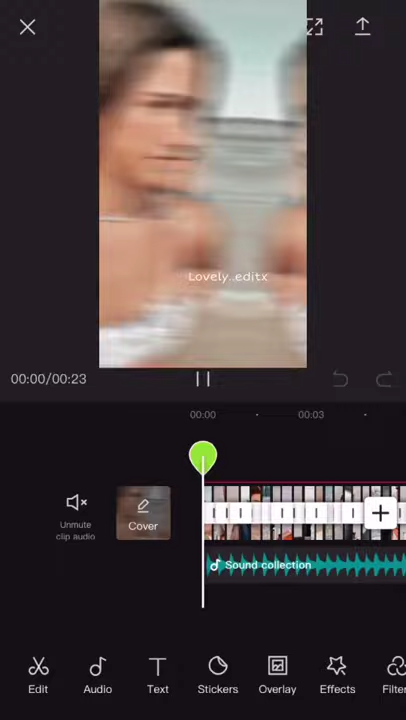 Lovely..editx
00:00/00:23
00:00
00:03
Unmute
clip audio
Cover
Sound collection
Edit
Audio
Text
Stickers
Overlay
Effects
Filter